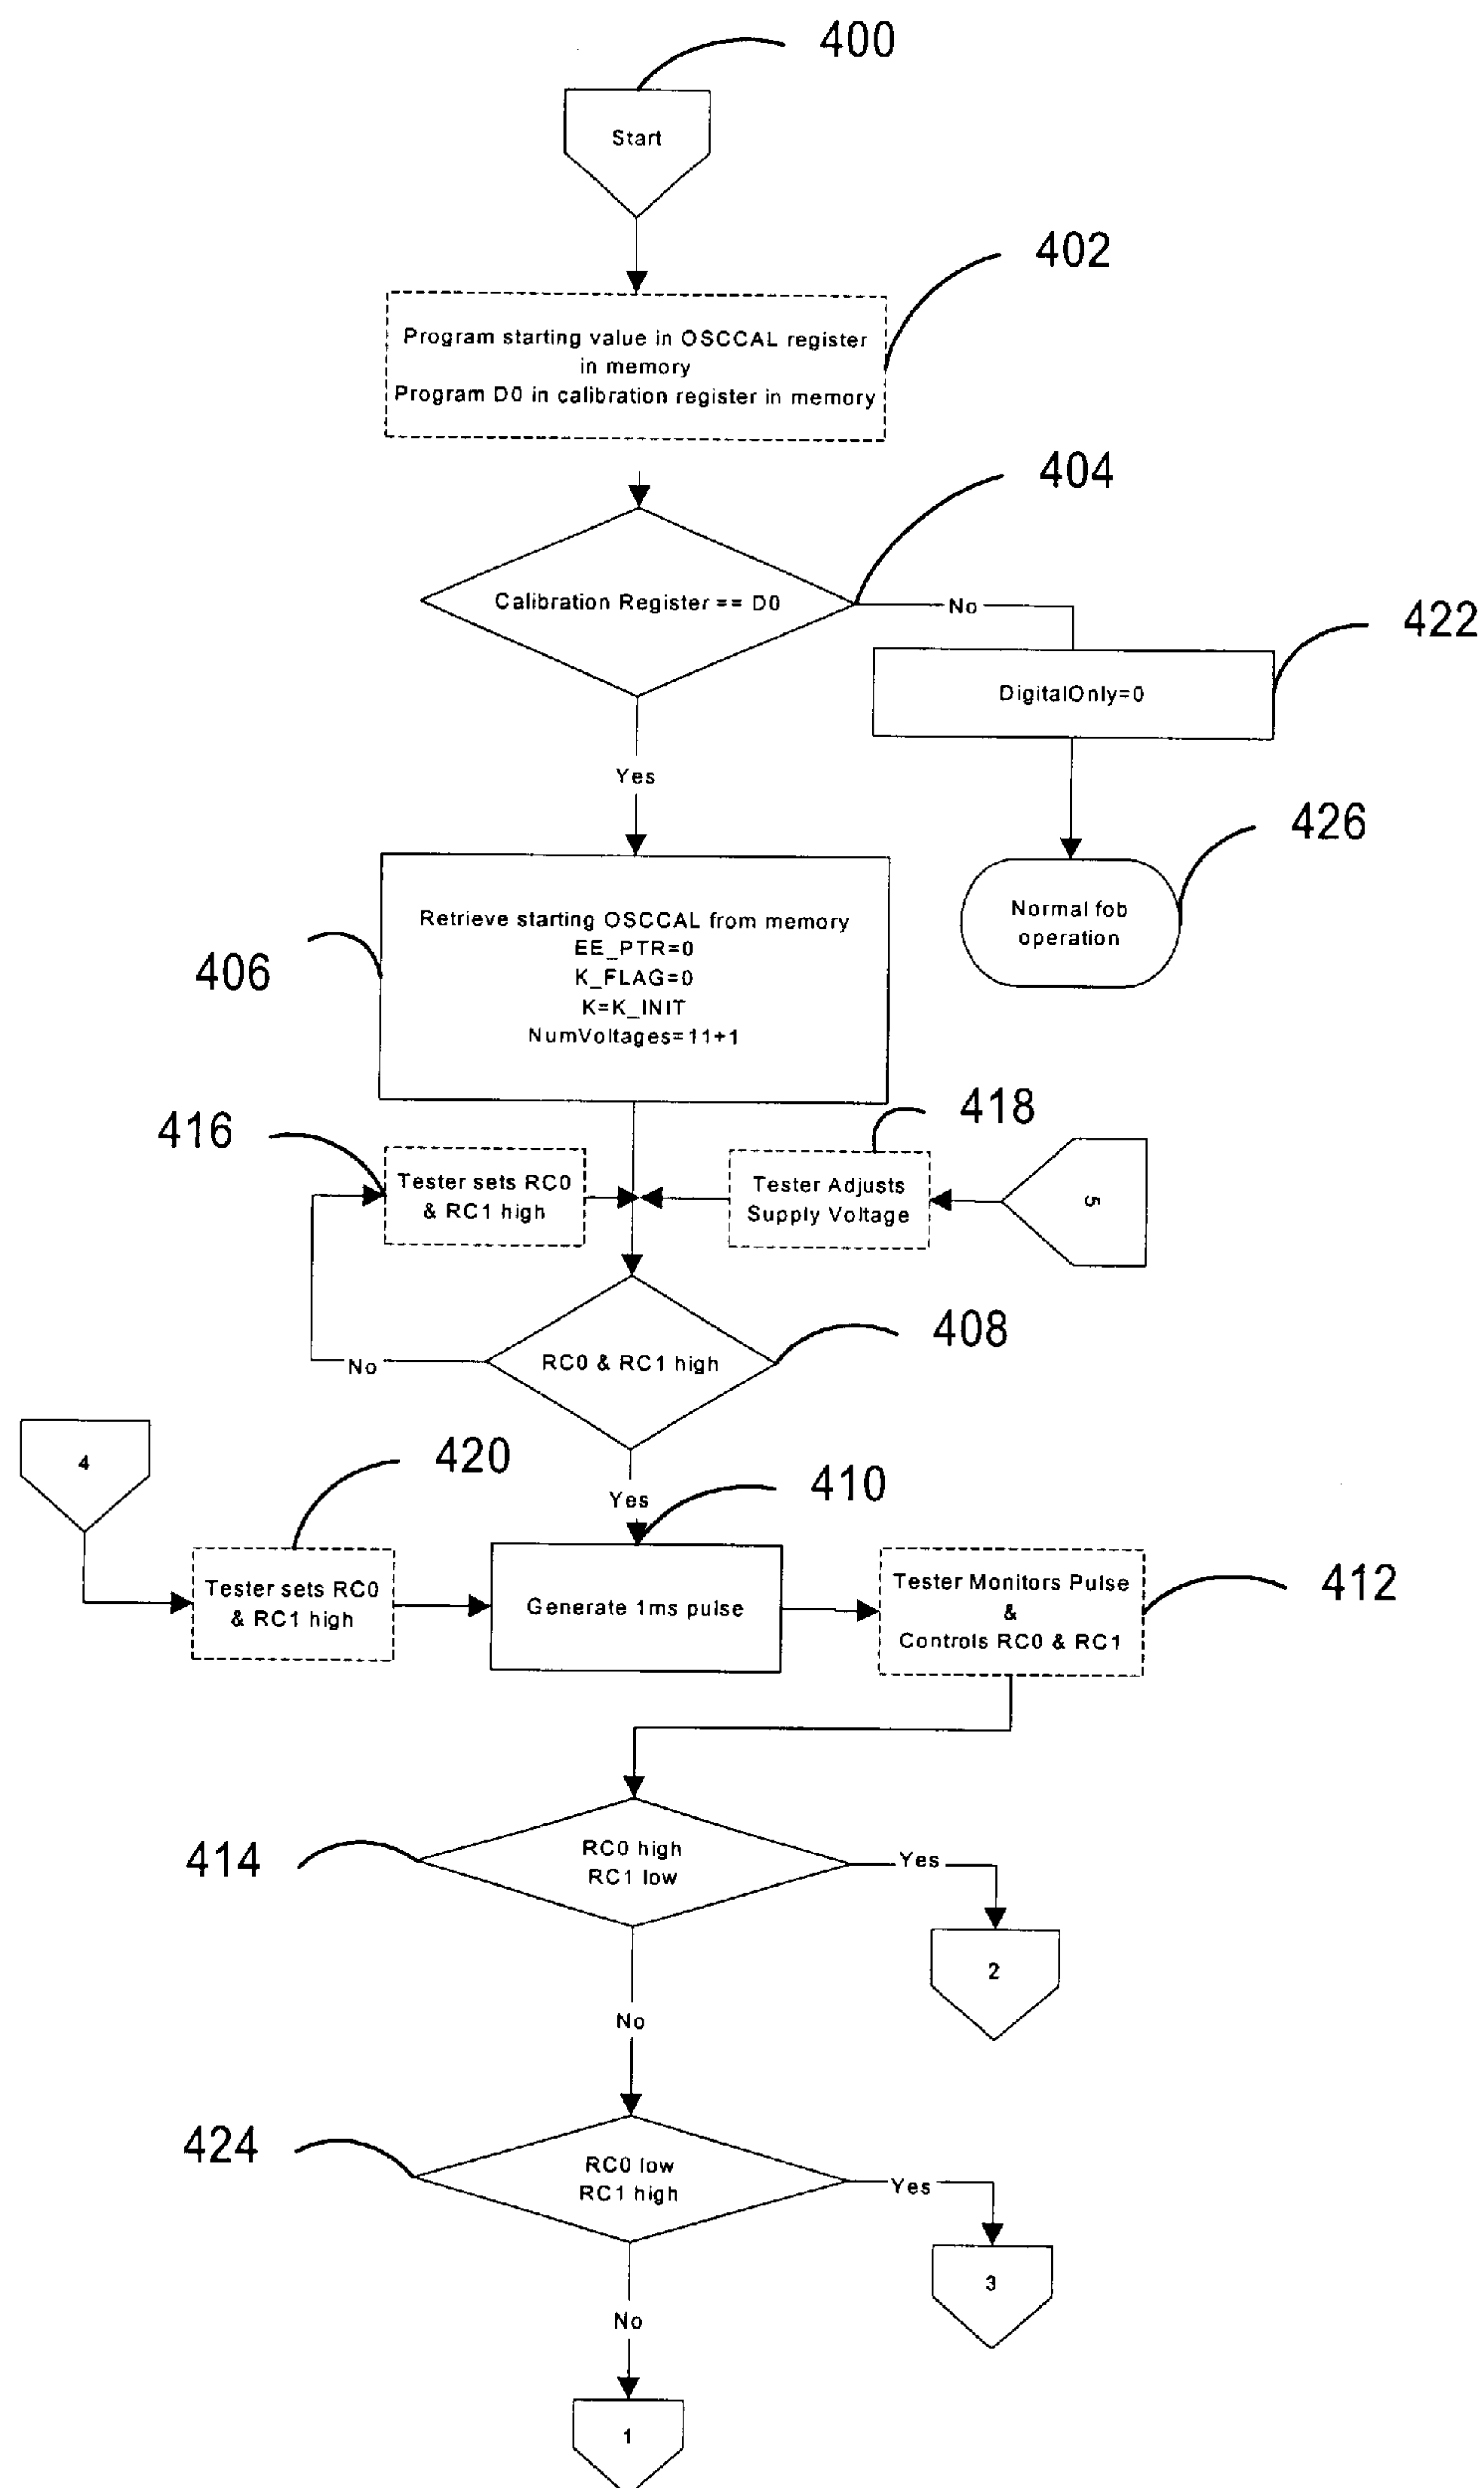 400
Start
402
Program starting value in OSCCAL register
in memory
Program D0 in calibration register in memory
404
Calibration Register == D0
No
422
DigitalOnly=0
Yes
426
Normal fob
operation
406
Retrieve starting OSCCAL from memory
EE_PTR=0
K_FLAG=0
K=K_INIT
NumVoltages=11+1
416
Tester sets RC0
& RC1 high
418
Tester Adjusts
Supply Voltage
5
408
RC0 & RC1 high
No
4
420
Yes
410
Tester sets RC0
& RC1 high
Generate 1ms pulse
Tester Monitors Pulse
&
Controls RC0 & RC1
412
414
RC0 high
RC1 low
Yes
2
No
424
RC0 low
RC1 high
Yes
3
No
1